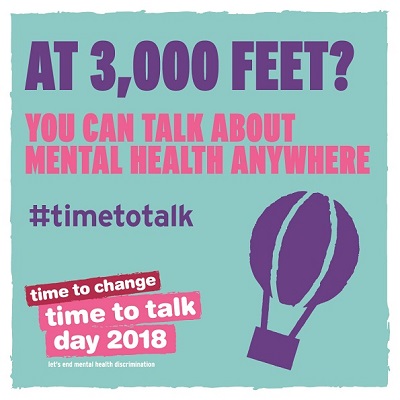 AT 3,000 FEET?
YOU CAN TALK ABOUT
MENTAL HEALTH ANYWHERE
#timetotalk
time to change
time to talk
day 2018
let's end mental health discrimination